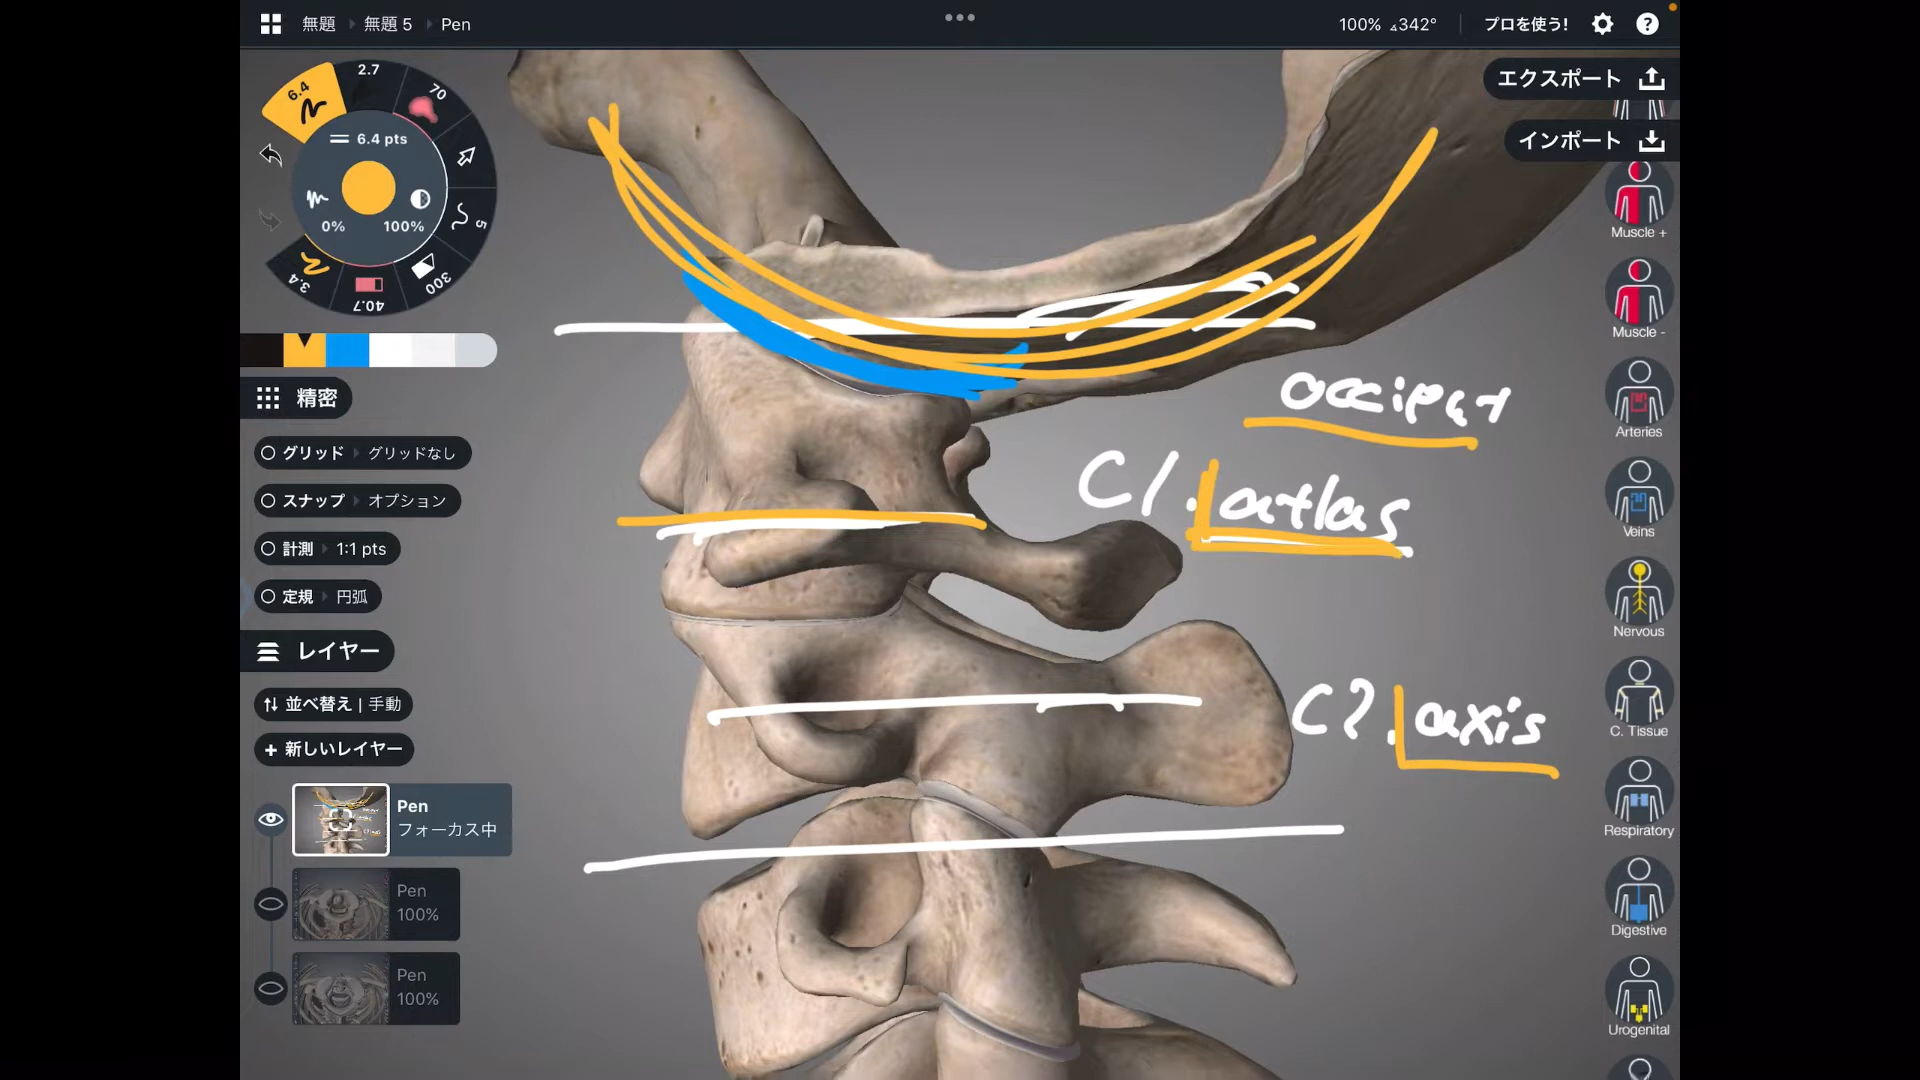 無題 無題 5 Pen
100% ⊿342° プロを使う!
エクスポート
インポート
6.4
2.7
70
6.4 pts
0% 100%
5
300
40.7
3.4
精密
グリッド グリッドなし
スナップ オプション
計測 1:1 pts
定規 円弧
レイヤー
並べ替え | 手動
+ 新しいレイヤー
Pen
フォーカス中
Pen
100%
Pen
100%
occiput
C1. atlas
C2. axis
Muscle +
Muscle -
Arteries
Veins
Nervous
C. Tissue
Respiratory
Digestive
Urogenital